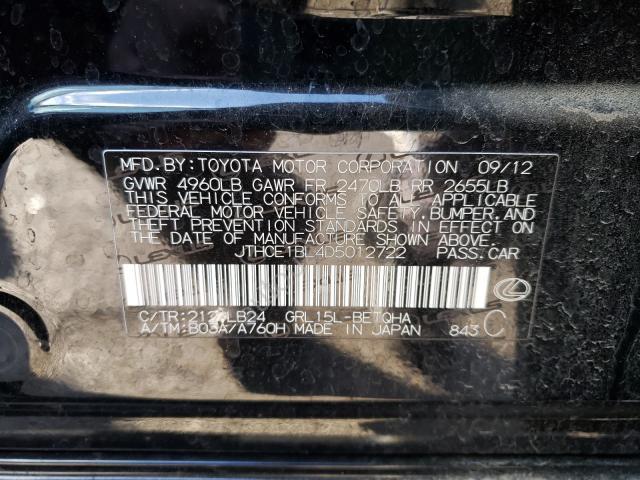 MFD.BY:TOYOTA MOTOR CORPORATION 09/12
GVWR 4960LB GAWR FR 2470LB RR 2655LB
THIS VEHICLE CONFORMS TO ALL APPLICABLE
FEDERAL MOTOR VEHICLE SAFETY, BUMPER, AND
THEFT PREVENTION STANDARDS IN EFFECT ON
THE DATE OF MANUFACTURE SHOWN ABOVE.
JTHCE1BL4D5012722 PASS.CAR
C/TR: GRL15L-BETQHA
A/TM:B03A/A760H MADE IN JAPAN 843 C